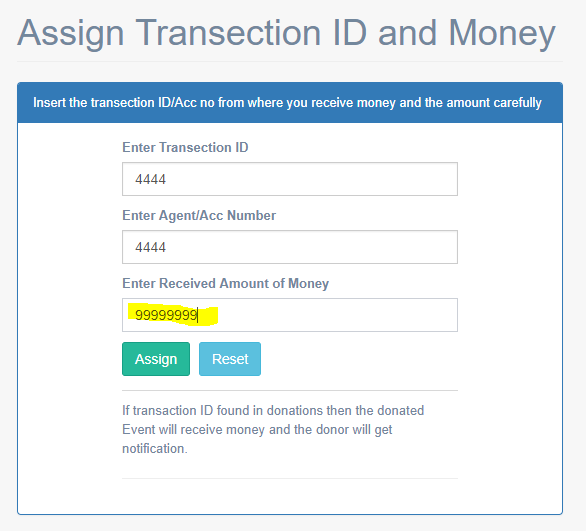 Assign Transection ID and Money
Insert the transection ID/Acc no from where you receive money and the amount carefully
Enter Transection ID
4444
Enter Agent/Acc Number
4444
Enter Received Amount of Money
99999999
Assign Reset
If transaction ID found in donations then the donated
Event will receive money and the donor will get
notification.